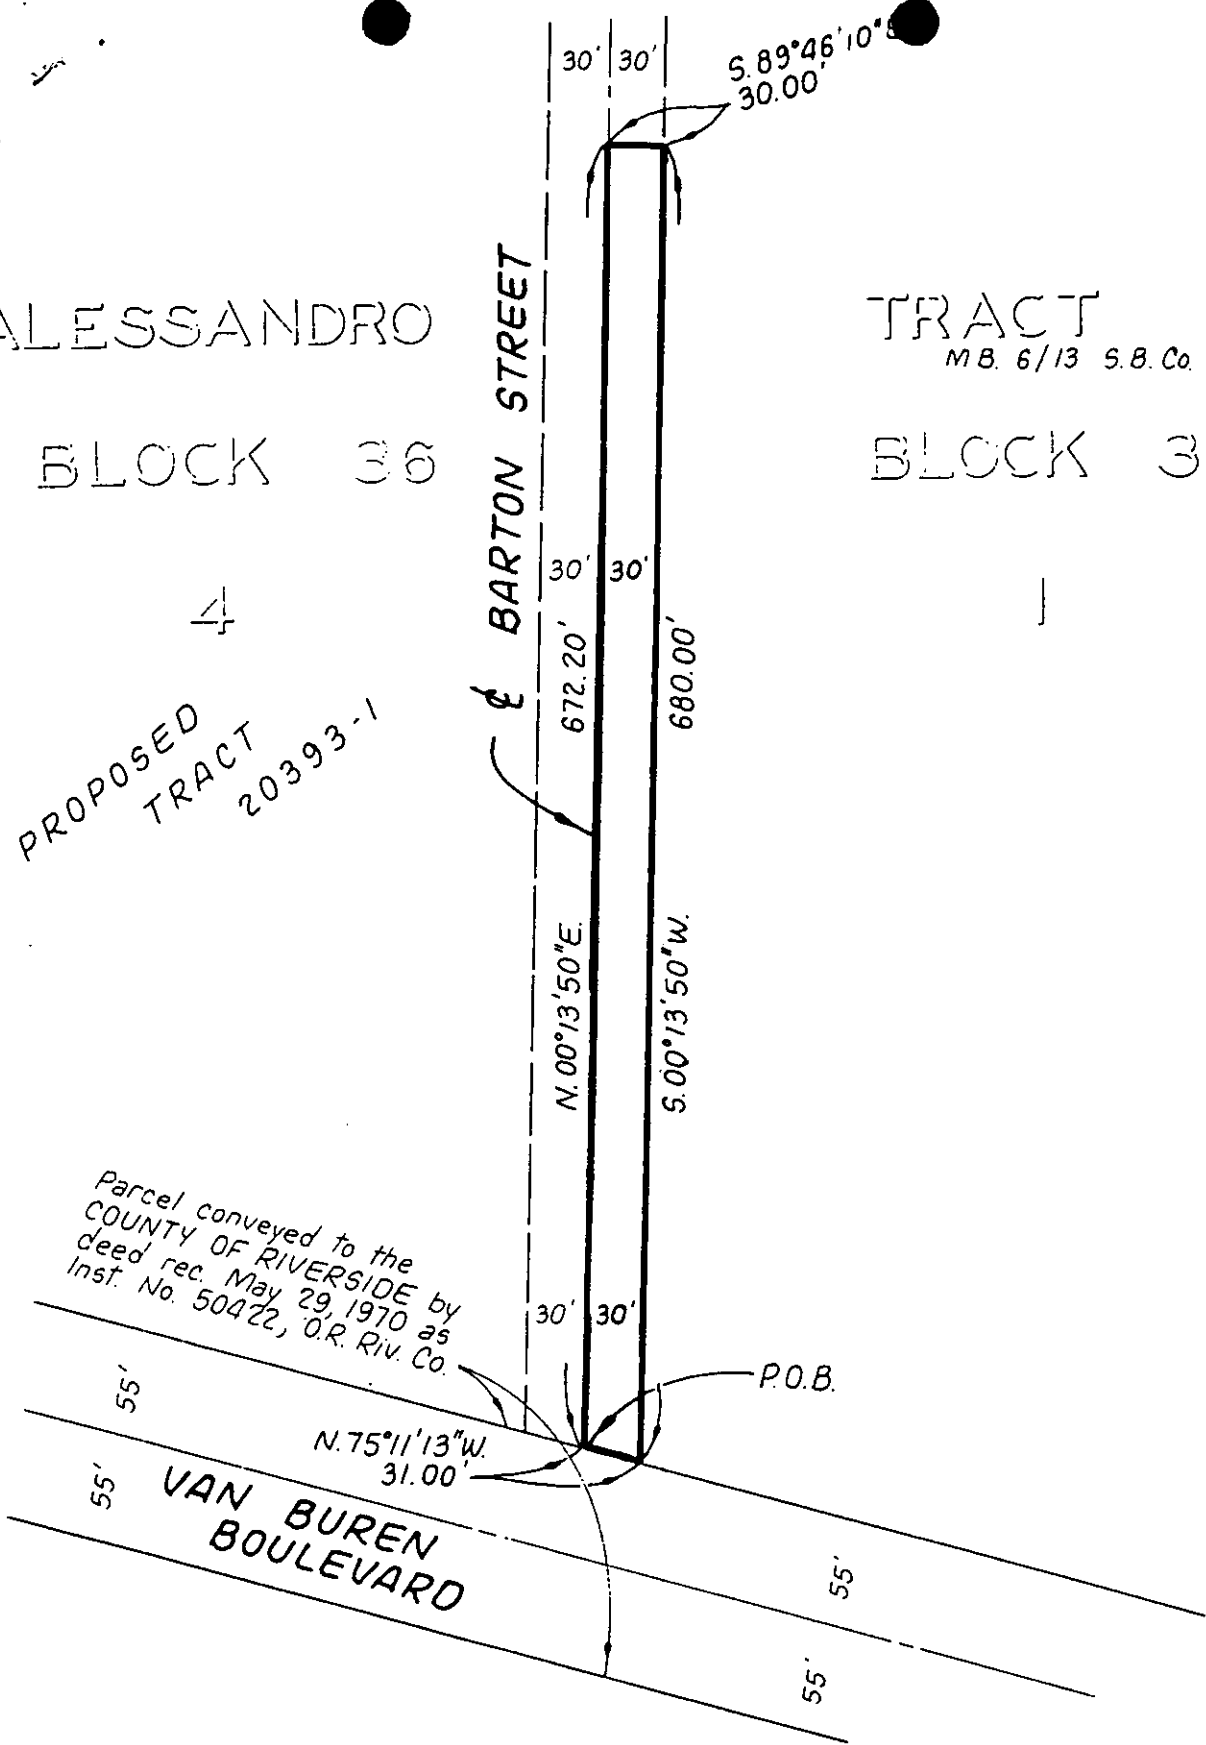 30' 30'
S. 89°46'10"
30.00'
ALESSANDRO
TRACT
M B. 6/13 S.B. Co.
BLOCK 36
BLOCK 3
BARTON STREET
30' 30'
4
1
672.20'
680.00'
PROPOSED
TRACT
20393-1
N.00°13'50"E.
S.00°13'50"W.
Parcel conveyed to the
COUNTY OF RIVERSIDE by
deed rec. May 29, 1970 as
Inst. No. 50422, O.R. Riv. Co.
30' 30'
P.O.B.
55'
N.75°11'13"W.
31.00'
55'
VAN BUREN
BOULEVARD
55'
55'